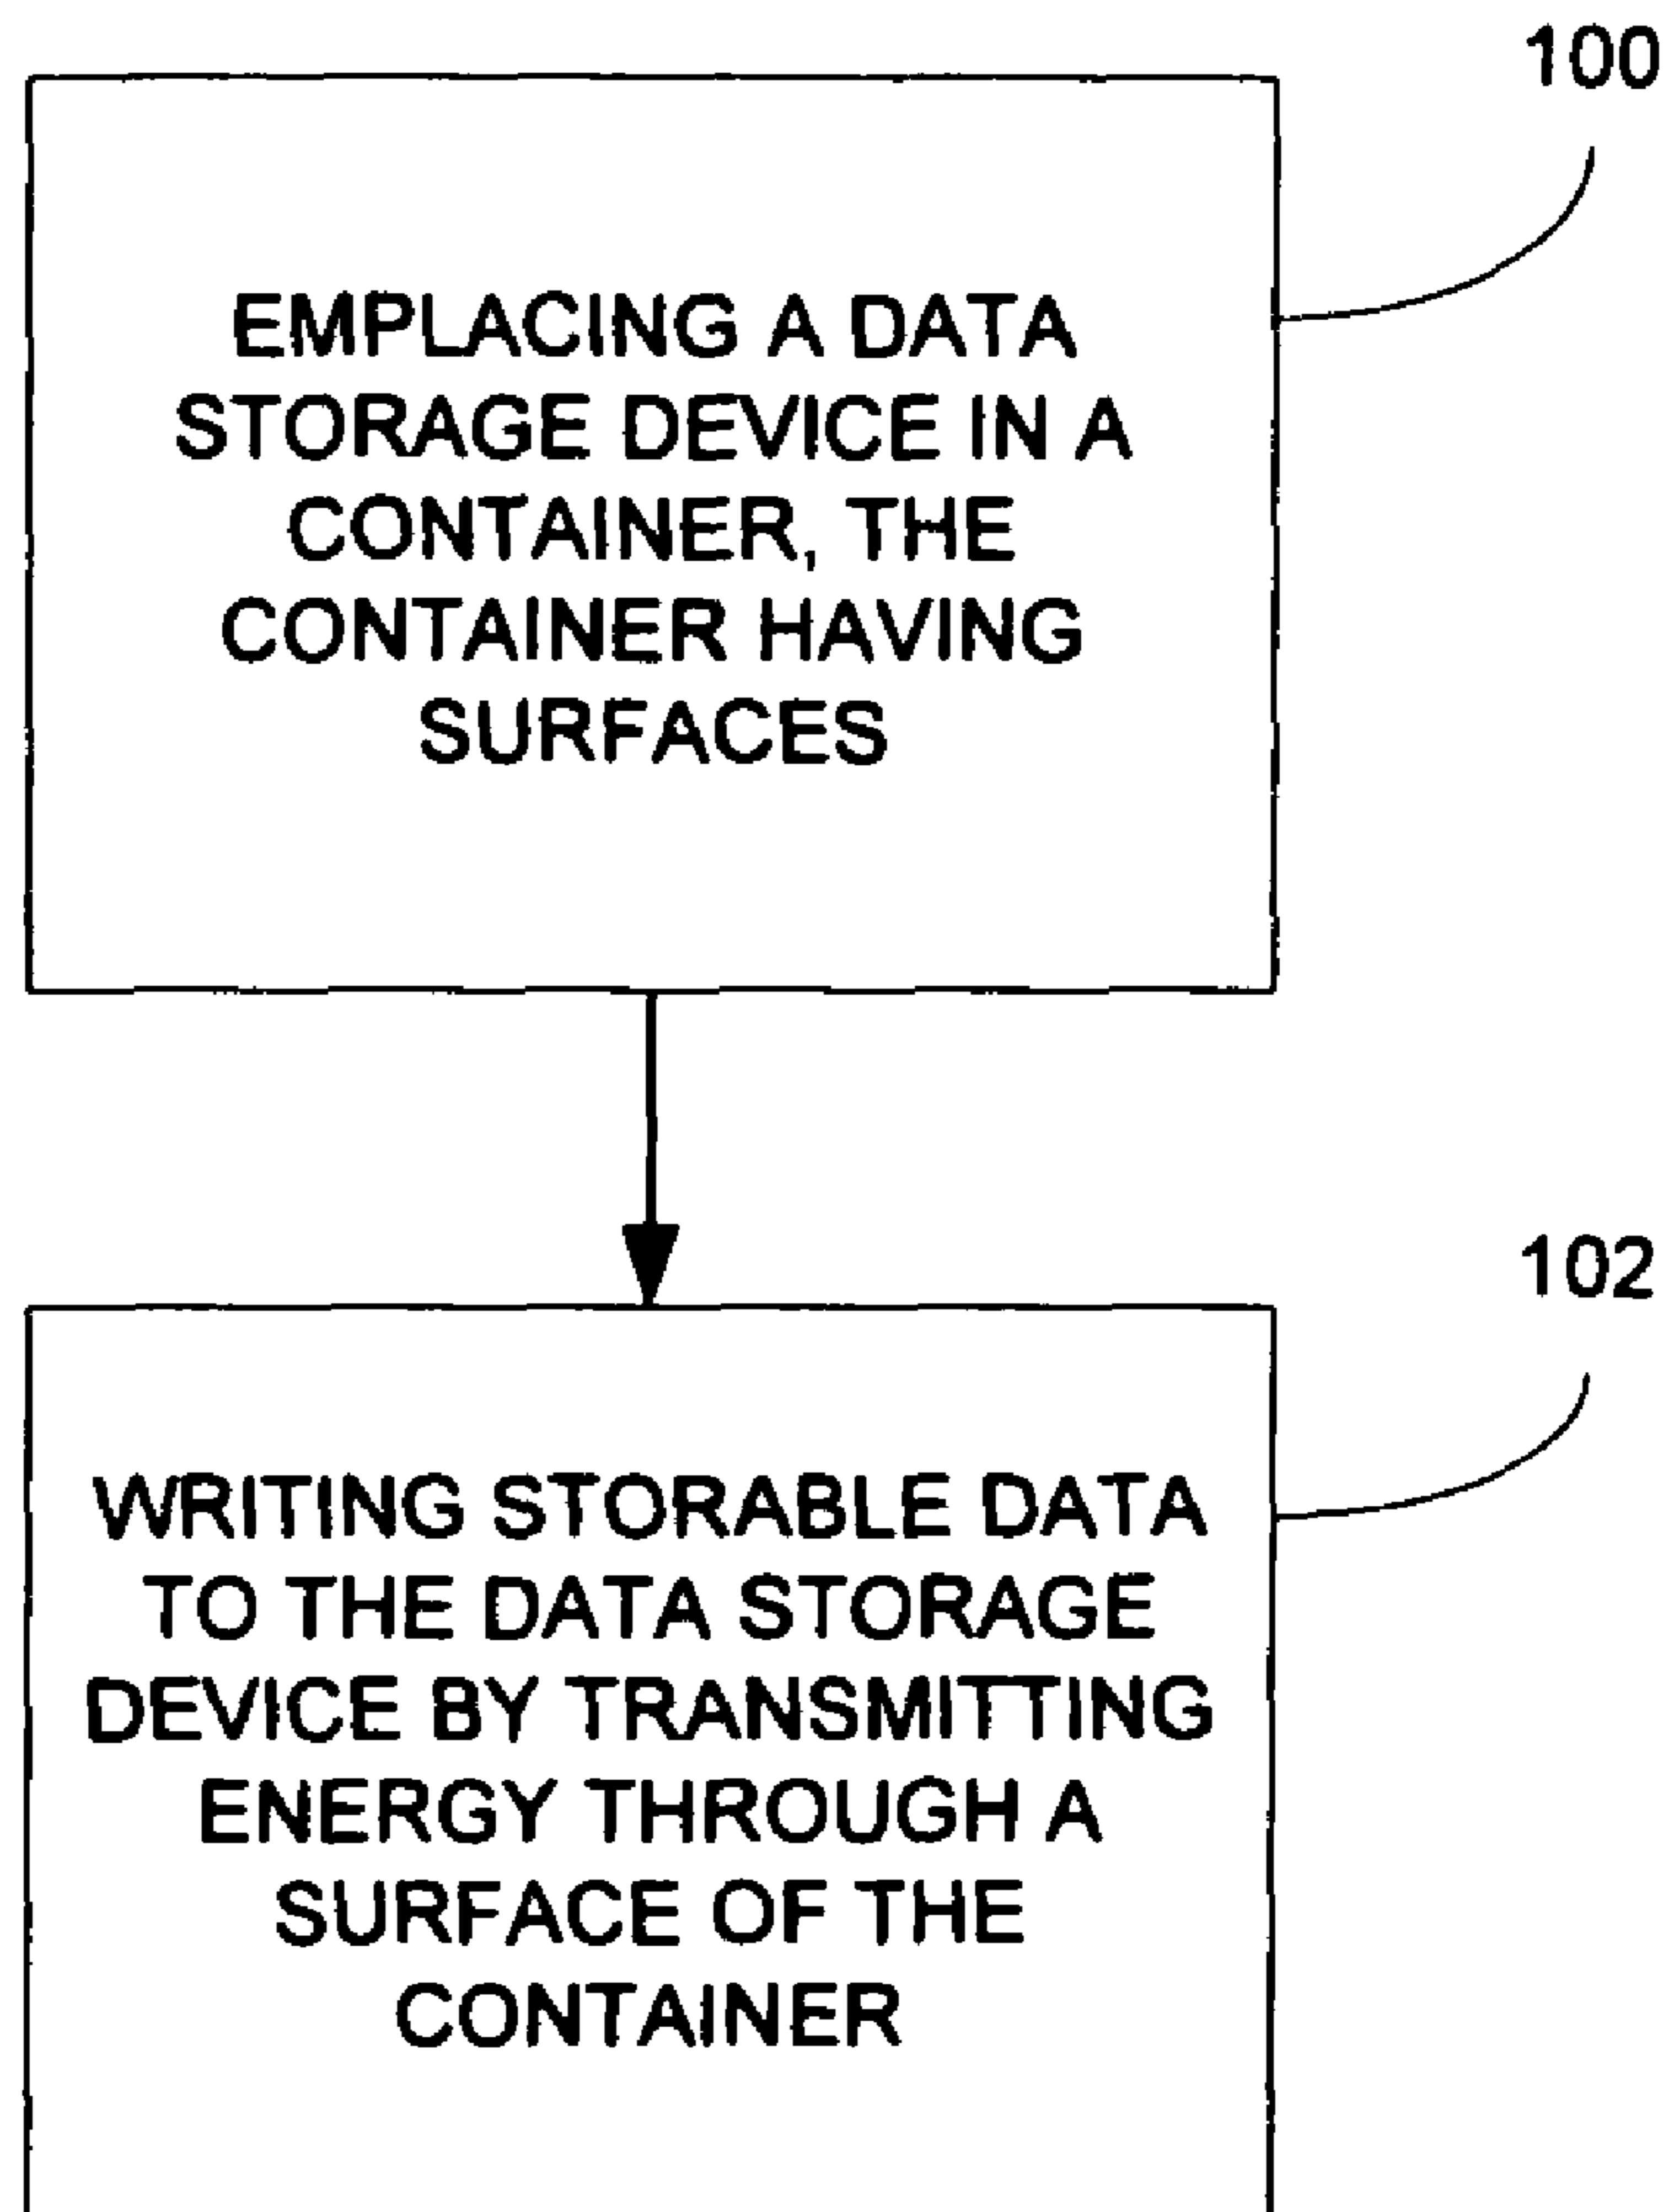 100
EMPLACING A DATA
STORAGE DEVICE IN A
CONTAINER, THE
CONTAINER HAVING
SURFACES
102
WRITING STORABLE DATA
TO THE DATA STORAGE
DEVICE BY TRANSMITTING
ENERGY THROUGH A
SURFACE OF THE
CONTAINER